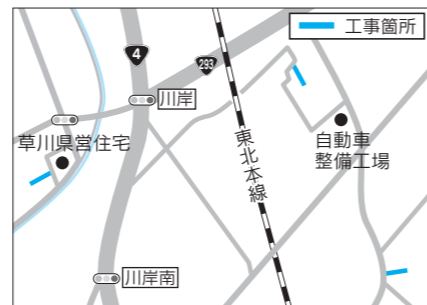 工事箇所
4
293
川岸
草川県営住宅
東北本線
自動車
整備工場
川岸南